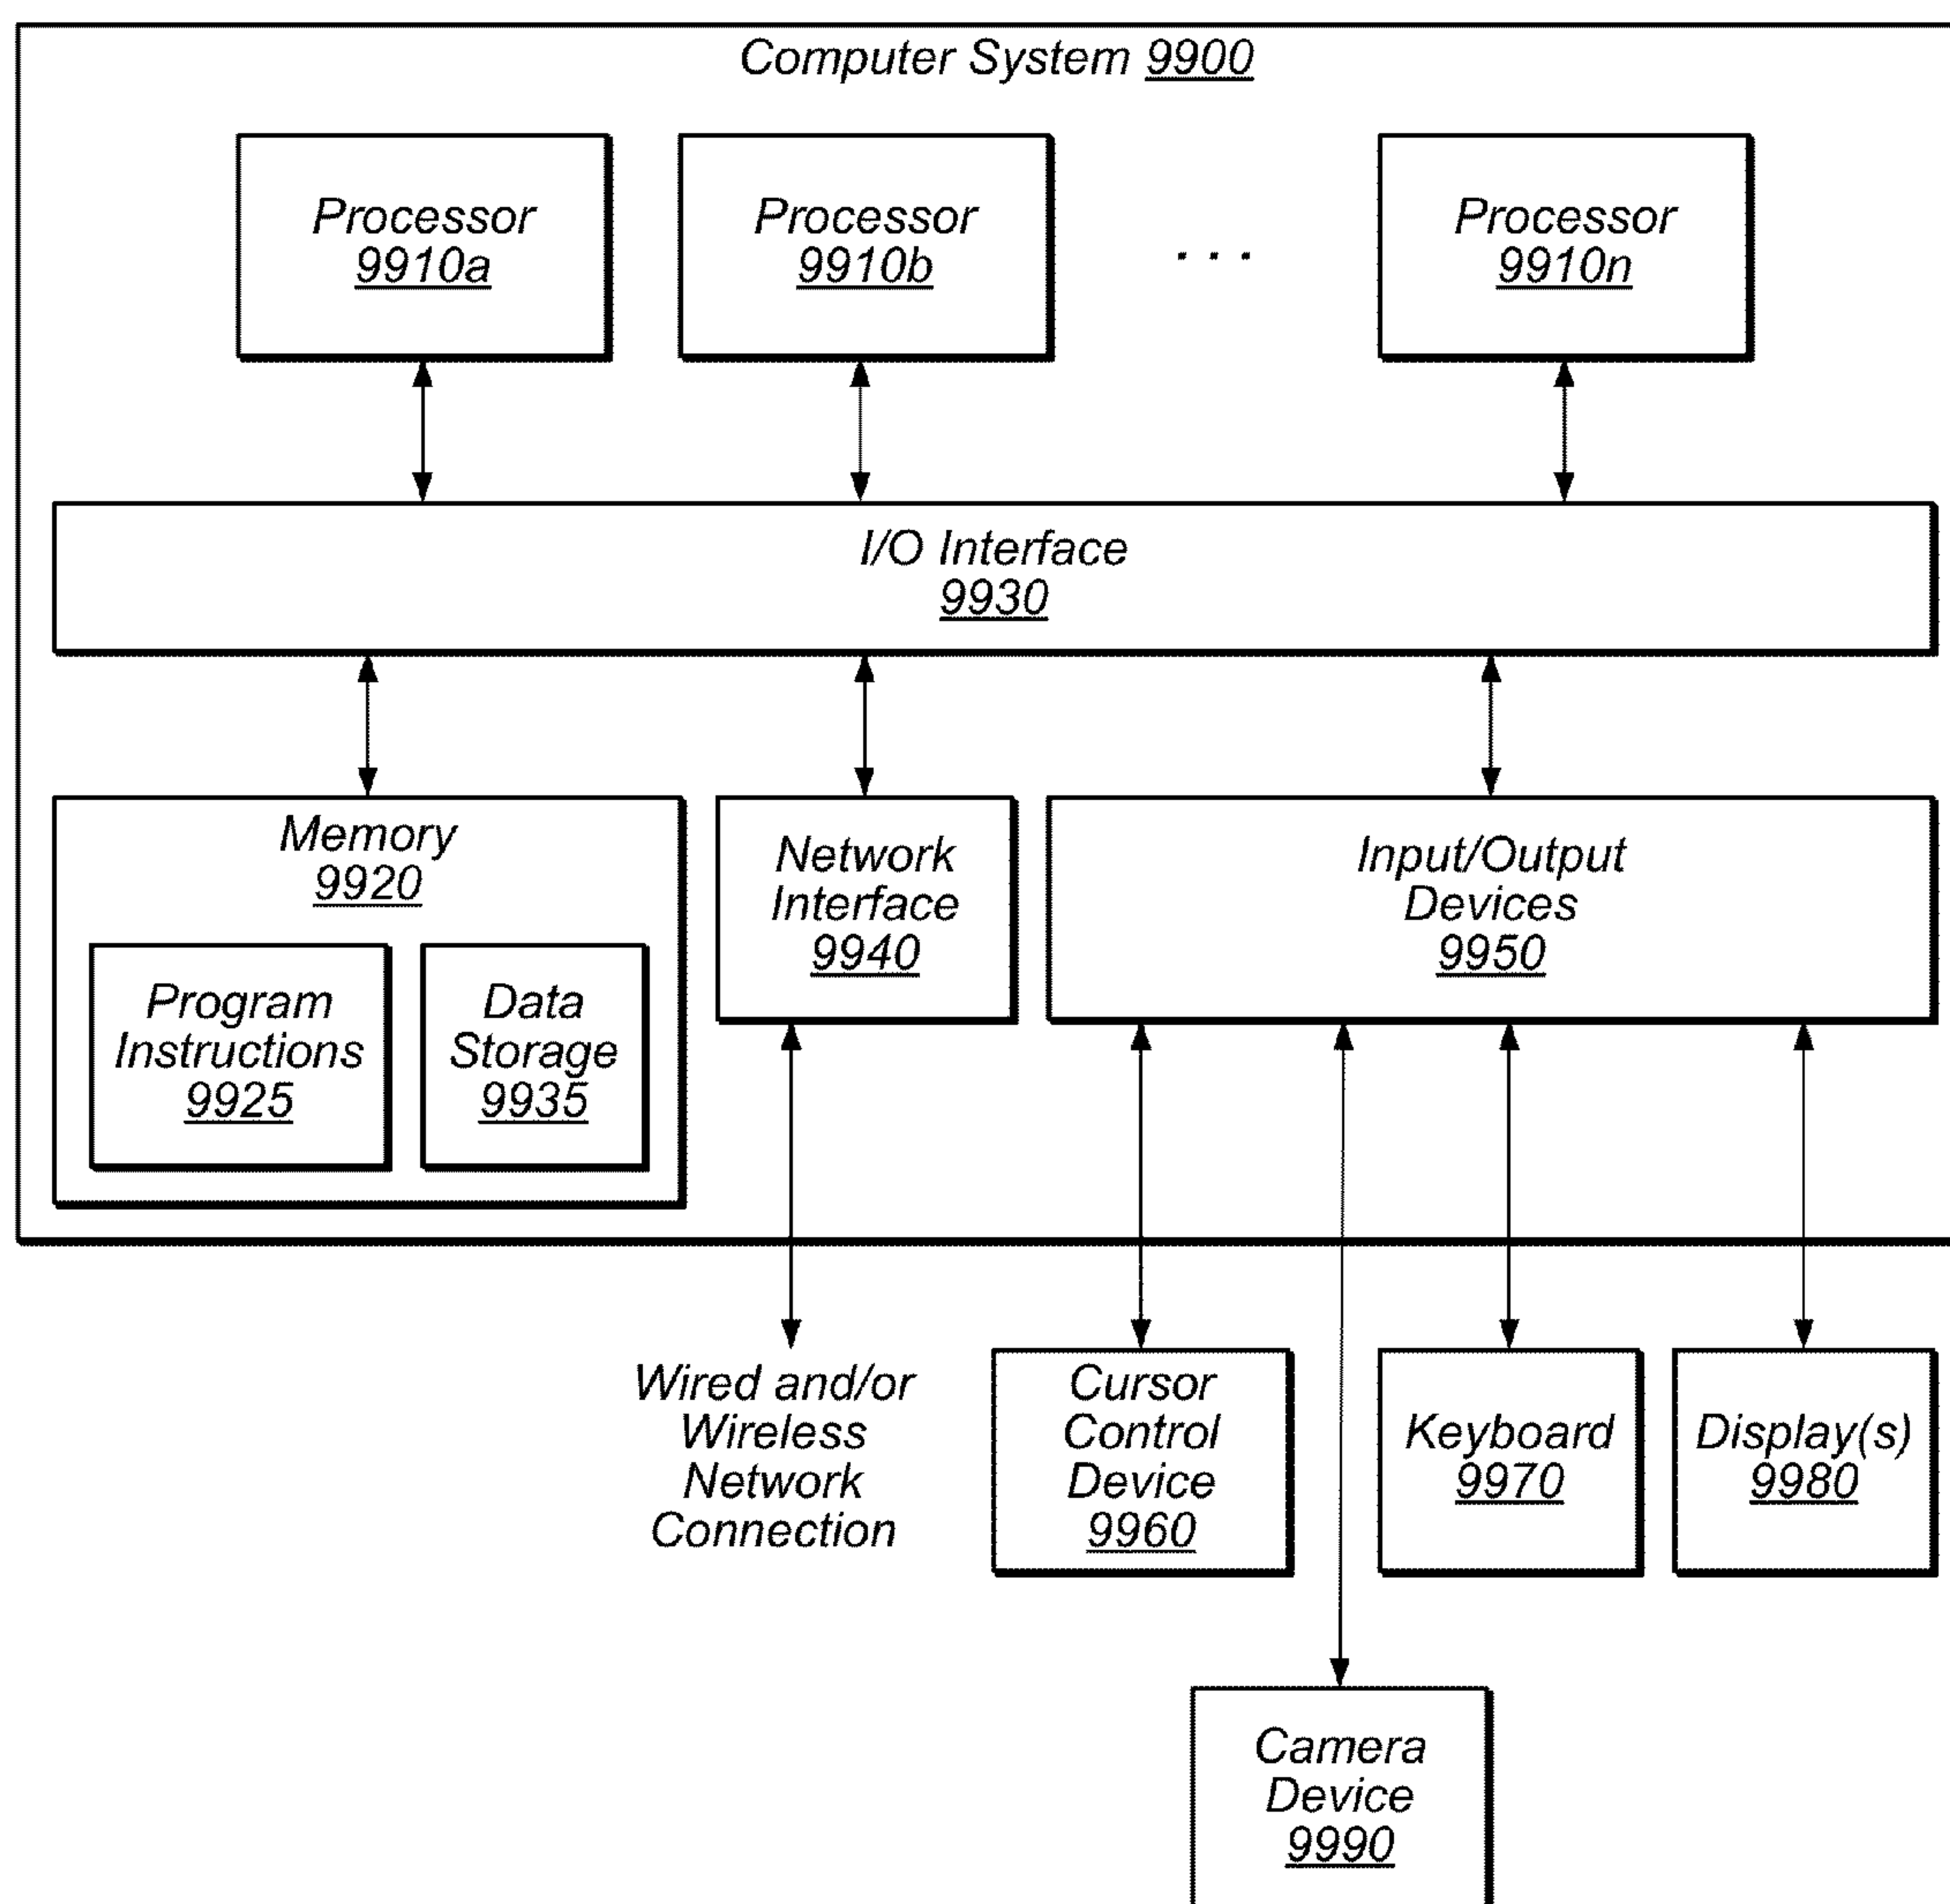 Computer System 9900
Processor
9910a
Processor
9910b
. . .
Processor
9910n
I/O Interface
9930
Memory
9920
Program
Instructions
9925
Data
Storage
9935
Network
Interface
9940
Input/Output
Devices
9950
Wired and/or
Wireless
Network
Connection
Cursor
Control
Device
9960
Keyboard
9970
Display(s)
9980
Camera
Device
9990